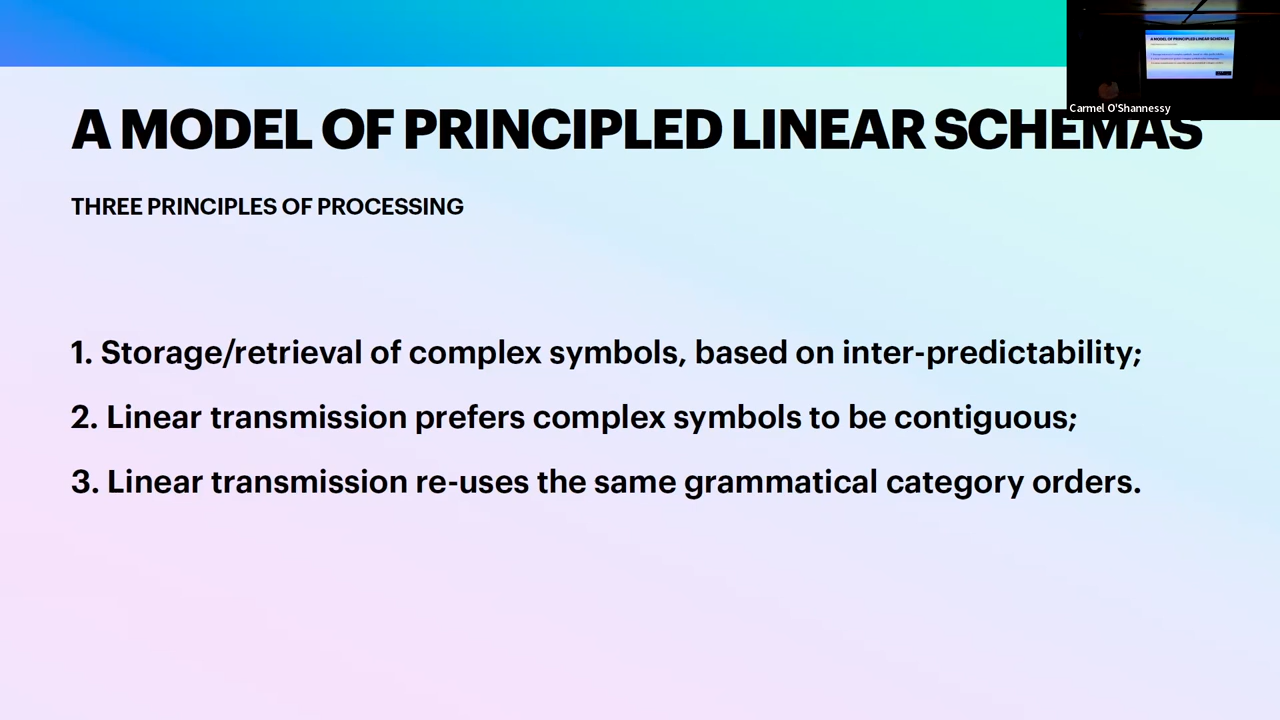 A MODEL OF PRINCIPLED LINEAR SCHEMAS
Carmel O'Shannessy
THREE PRINCIPLES OF PROCESSING
1. Storage/retrieval of complex symbols, based on inter-predictability;
2. Linear transmission prefers complex symbols to be contiguous;
3. Linear transmission re-uses the same grammatical category orders.